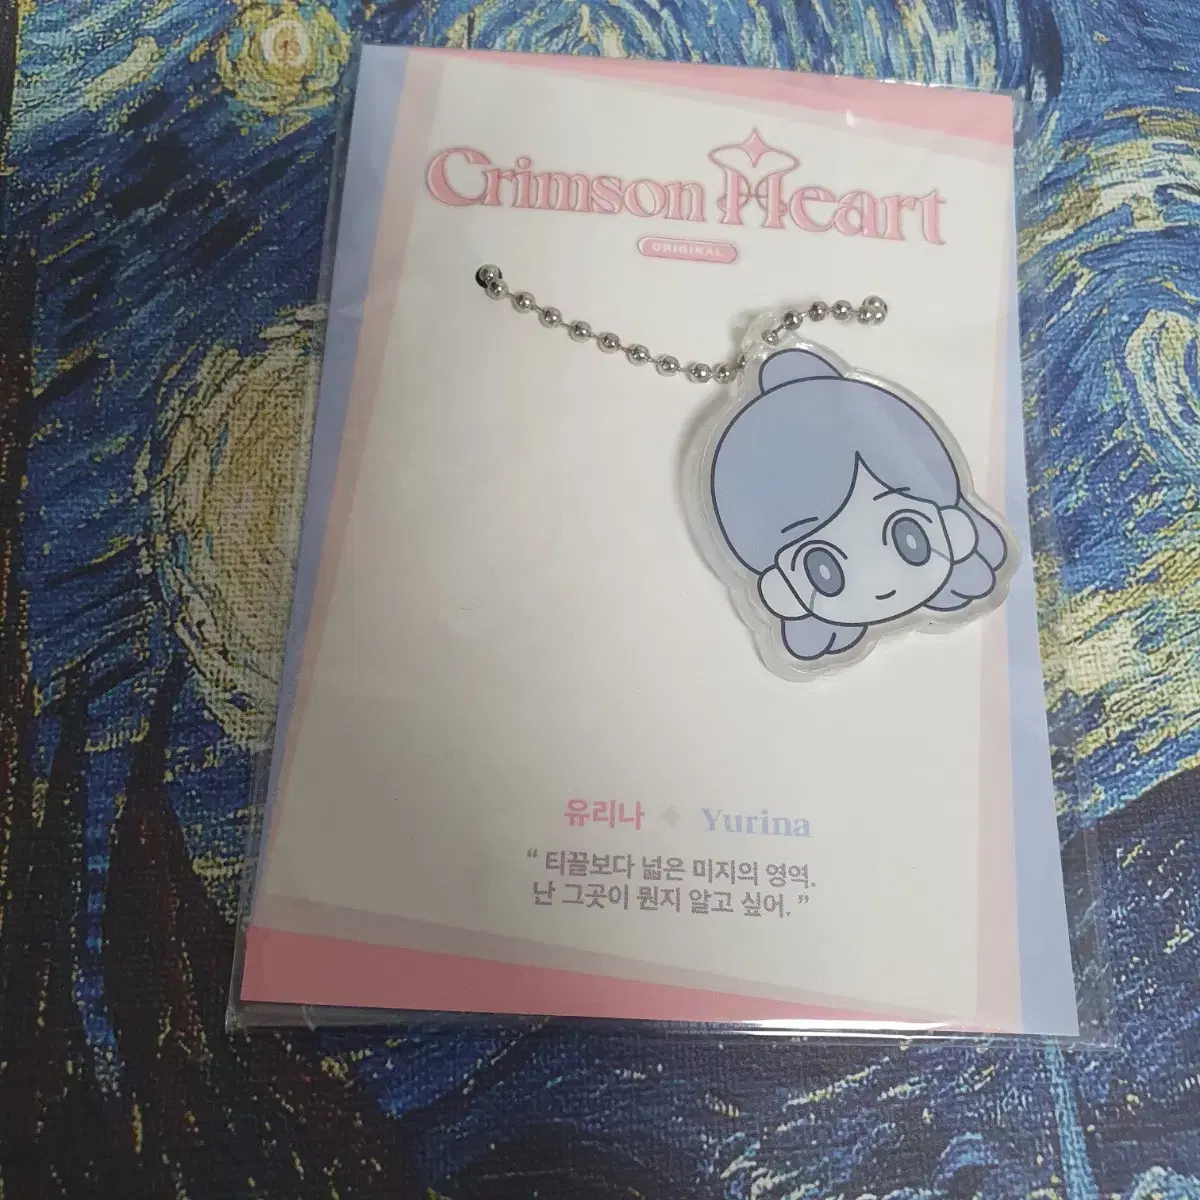 Crimson Heart
ORIGINAL
유리나 Yurina
“ 티끌보다 넓은 미지의 영역.
난 그곳이 뭔지 알고 싶어. ”